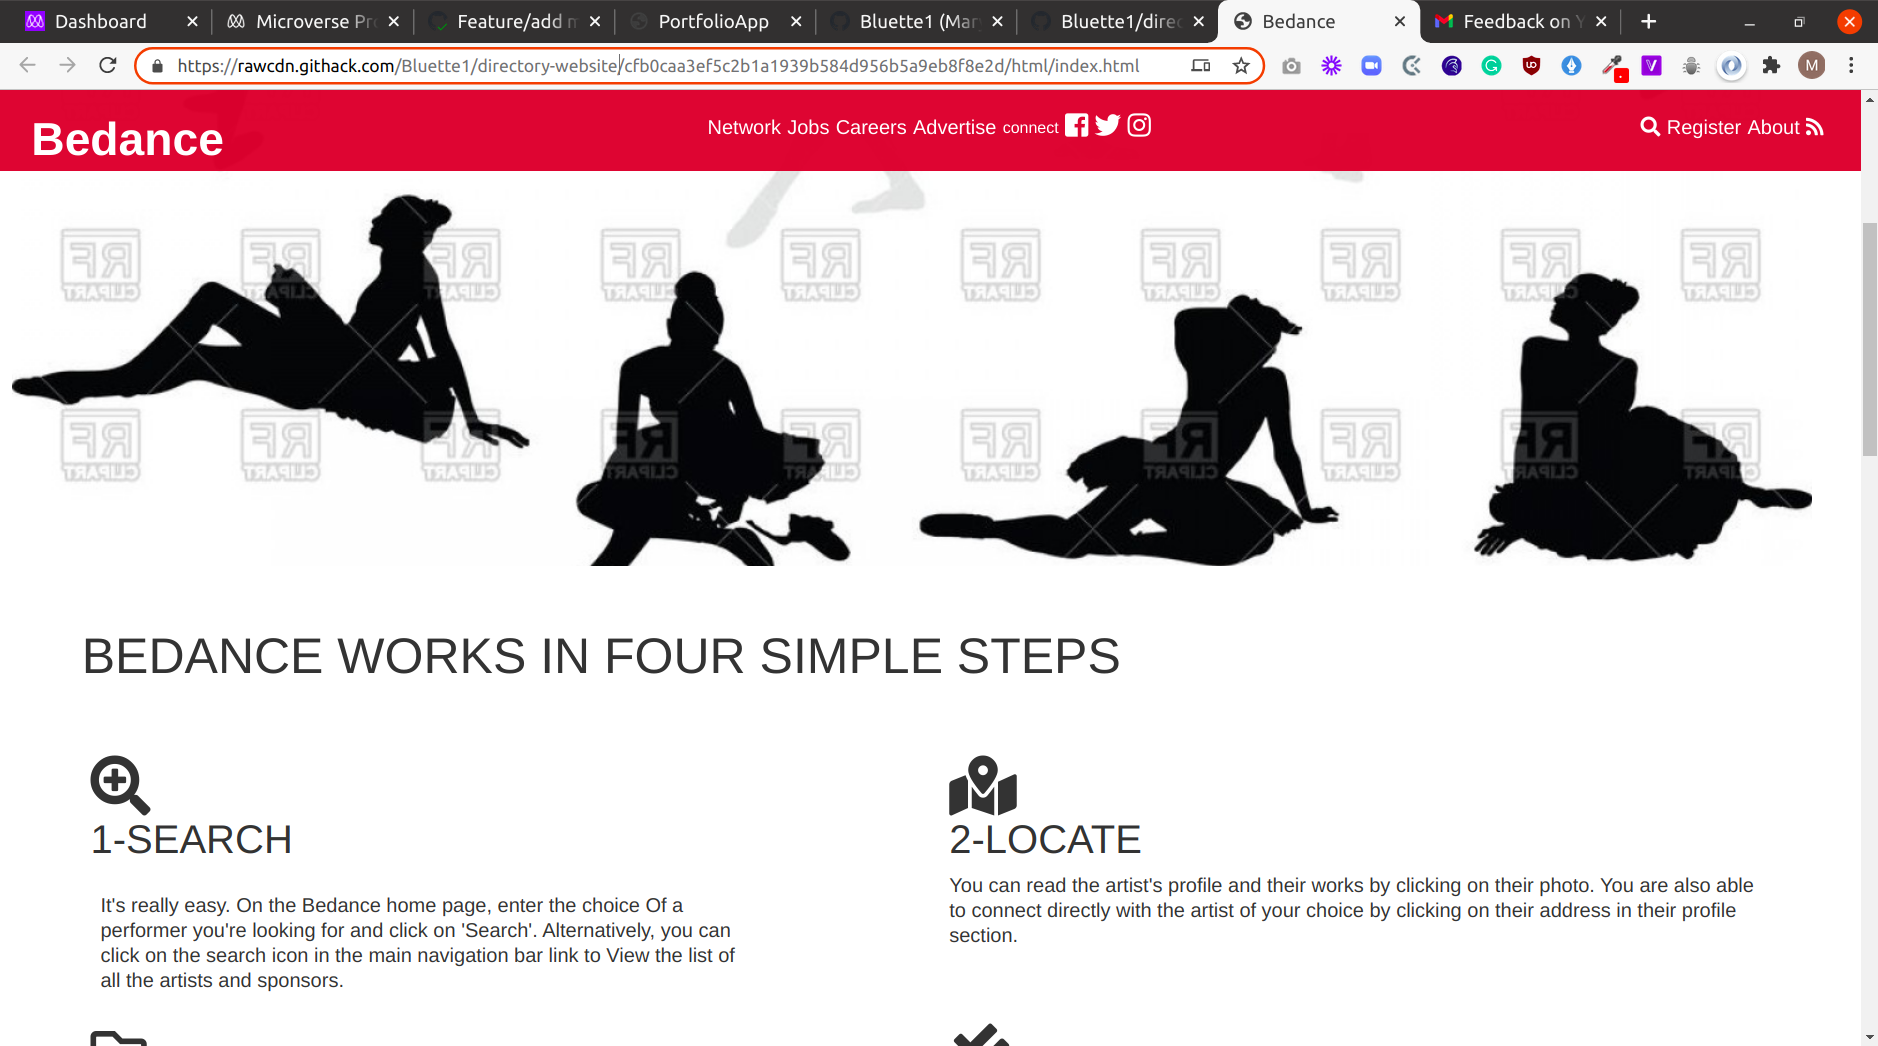 Dashboard
Microverse Pr
Feature/add m
PortfolioApp
Bluette1 (Mar
Bluette1/direc
Bedance
Feedback on Y
https://rawcdn.githack.com/Bluette1/directory-website/cfb0caa3ef5c2b1a1939b584d956b5a9eb8f8e2d/html/index.html
M
Bedance
Network Jobs Careers Advertise connect
Register About
RF CLIPART
BEDANCE WORKS IN FOUR SIMPLE STEPS
1-SEARCH
It's really easy. On the Bedance home page, enter the choice Of a
performer you're looking for and click on 'Search'. Alternatively, you can
click on the search icon in the main navigation bar link to View the list of
all the artists and sponsors.
2-LOCATE
You can read the artist's profile and their works by clicking on their photo. You are also able
to connect directly with the artist of your choice by clicking on their address in their profile
section.